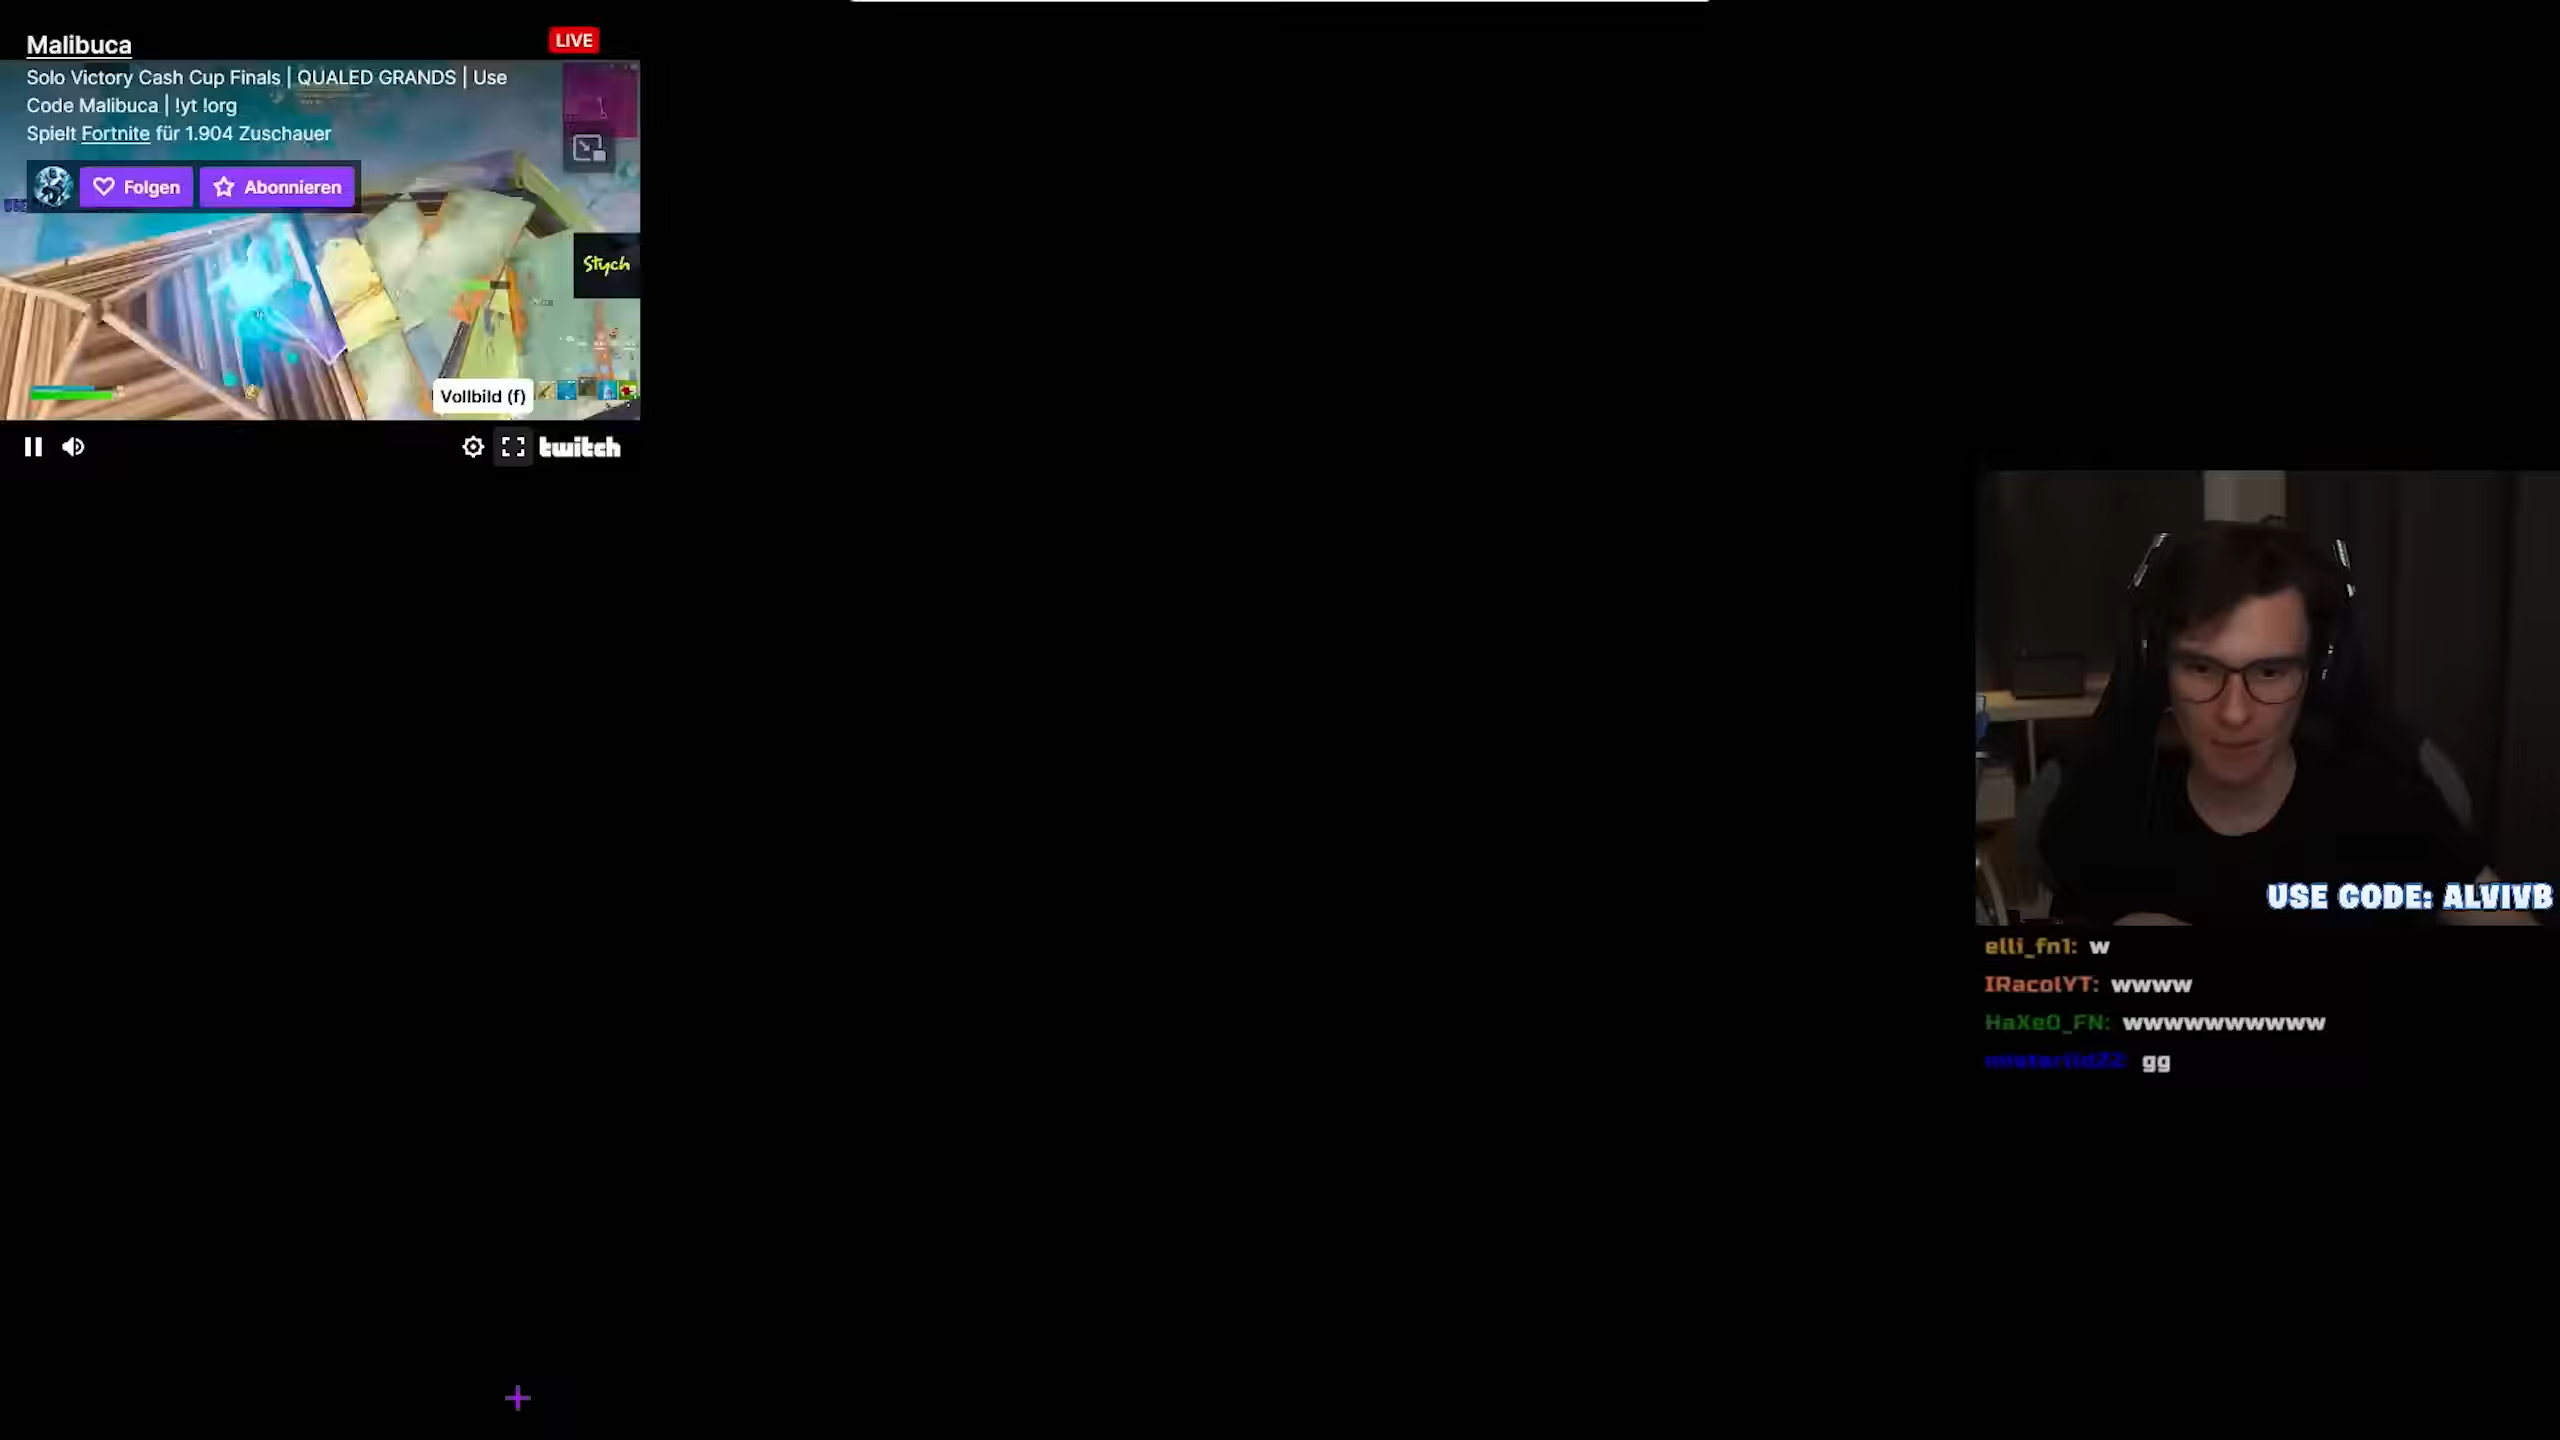 Malibuca
LIVE
Solo Victory Cash Cup Finals | QUALED GRANDS | Use
Code Malibuca | !yt !org
Spielt Fortnite für 1.904 Zuschauer
Folgen
Abonnieren
Stych
Vollbild (f)
twitch
USE CODE: ALVIVB
elli_fn1: w
IRacolYT: wwww
HaXeO_FN: wwwwwwwwwww
gg